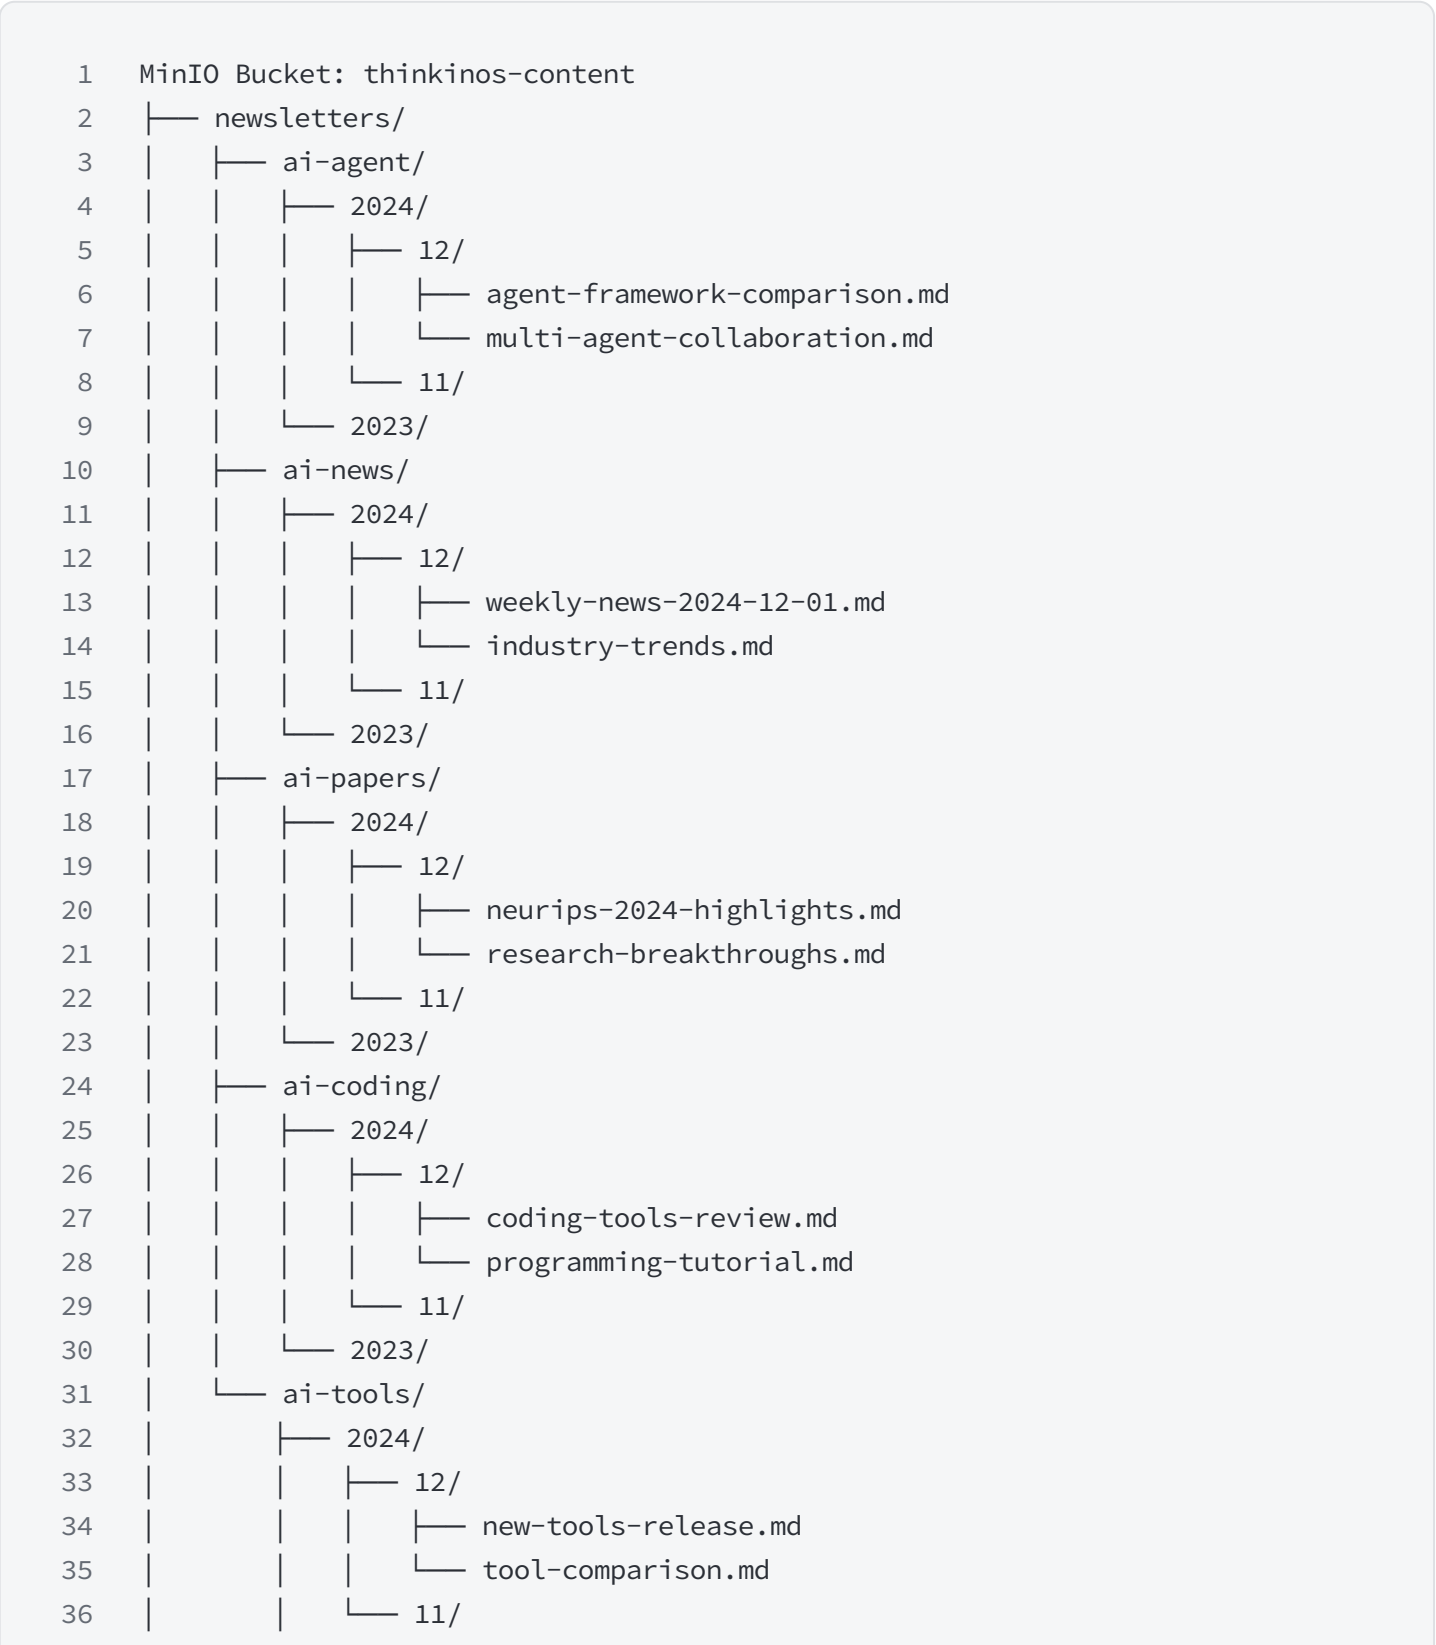 1 MinIO Bucket: thinkinos-content
2 ├── newsletters/
3 │   ├── ai-agent/
4 │   │   ├── 2024/
5 │   │   │   ├── 12/
6 │   │   │   │   ├── agent-framework-comparison.md
7 │   │   │   │   └── multi-agent-collaboration.md
8 │   │   │   └── 11/
9 │   │   └── 2023/
10 │   ├── ai-news/
11 │   │   ├── 2024/
12 │   │   │   ├── 12/
13 │   │   │   │   ├── weekly-news-2024-12-01.md
14 │   │   │   │   └── industry-trends.md
15 │   │   │   └── 11/
16 │   │   └── 2023/
17 │   ├── ai-papers/
18 │   │   ├── 2024/
19 │   │   │   ├── 12/
20 │   │   │   │   ├── neurips-2024-highlights.md
21 │   │   │   │   └── research-breakthroughs.md
22 │   │   │   └── 11/
23 │   │   └── 2023/
24 │   ├── ai-coding/
25 │   │   ├── 2024/
26 │   │   │   ├── 12/
27 │   │   │   │   ├── coding-tools-review.md
28 │   │   │   │   └── programming-tutorial.md
29 │   │   │   └── 11/
30 │   │   └── 2023/
31 │   └── ai-tools/
32 │       ├── 2024/
33 │       │   ├── 12/
34 │       │   │   ├── new-tools-release.md
35 │       │   │   └── tool-comparison.md
36 │       │   └── 11/